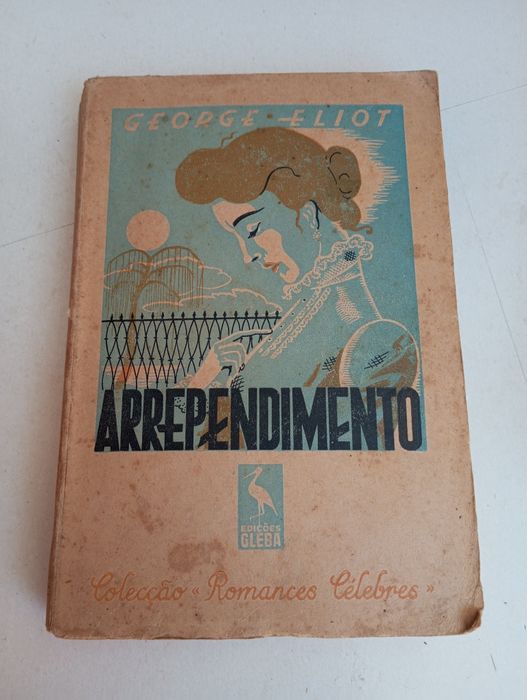 GEORGE ELIOT
ARREPENDIMENTO
EDIÇÕES
GLEBA
Colecção «Romances Célebres»